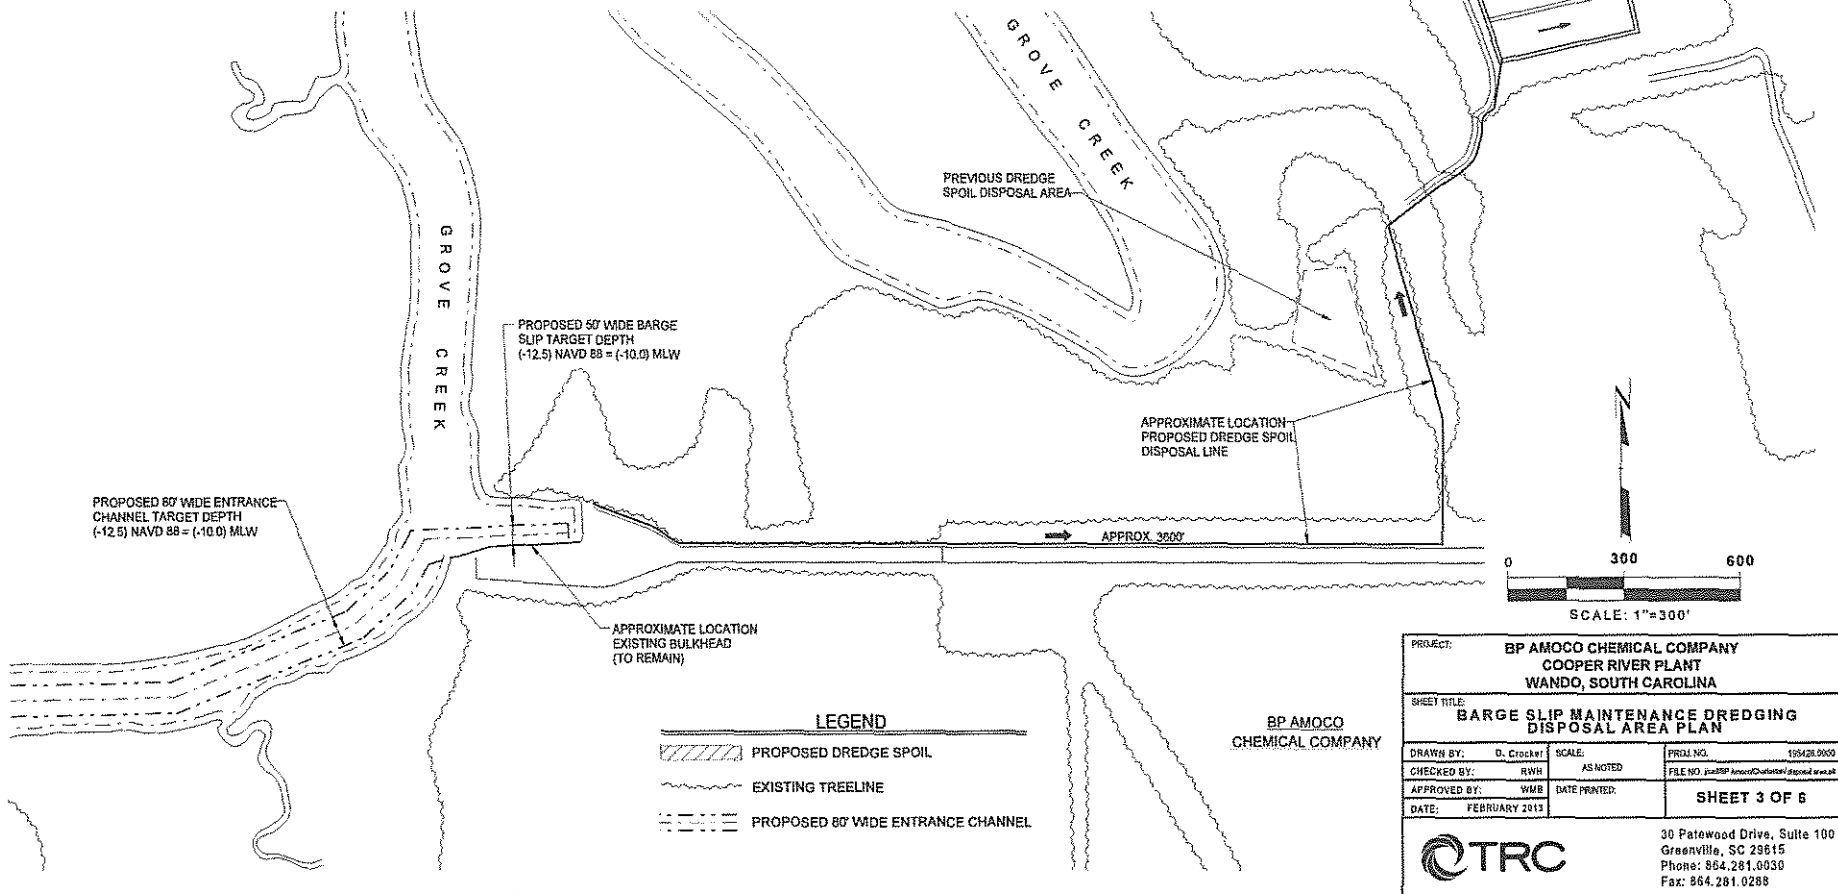 GROVE CREEK
GROVE CREEK
PREVIOUS DREDGE
SPOIL DISPOSAL AREA
PROPOSED 50' WIDE BARGE
SLIP TARGET DEPTH
(-12.5) NAVD 88 = (-10.0) MLW
APPROXIMATE LOCATION
PROPOSED DREDGE SPOIL
DISPOSAL LINE
PROPOSED 80' WIDE ENTRANCE
CHANNEL TARGET DEPTH
(-12.5) NAVD 88 = (-10.0) MLW
APPROX. 3600'
APPROXIMATE LOCATION
EXISTING BULKHEAD
(TO REMAIN)
N
0 300 600
SCALE: 1"=300'
LEGEND
PROPOSED DREDGE SPOIL
EXISTING TREELINE
PROPOSED 80' WIDE ENTRANCE CHANNEL
BP AMOCO
CHEMICAL COMPANY
PROJECT: BP AMOCO CHEMICAL COMPANY
COOPER RIVER PLANT
WANDO, SOUTH CAROLINA
SHEET TITLE:
BARGE SLIP MAINTENANCE DREDGING
DISPOSAL AREA PLAN
DRAWN BY: D. Crocker SCALE: PROJ. NO. 195426.0000
CHECKED BY: RWH AS NOTED FILE NO.
APPROVED BY: WMB DATE PRINTED: SHEET 3 OF 6
DATE: FEBRUARY 2013
TRC
30 Patewood Drive, Suite 100
Greenville, SC 29615
Phone: 864.281.0030
Fax: 864.281.0288